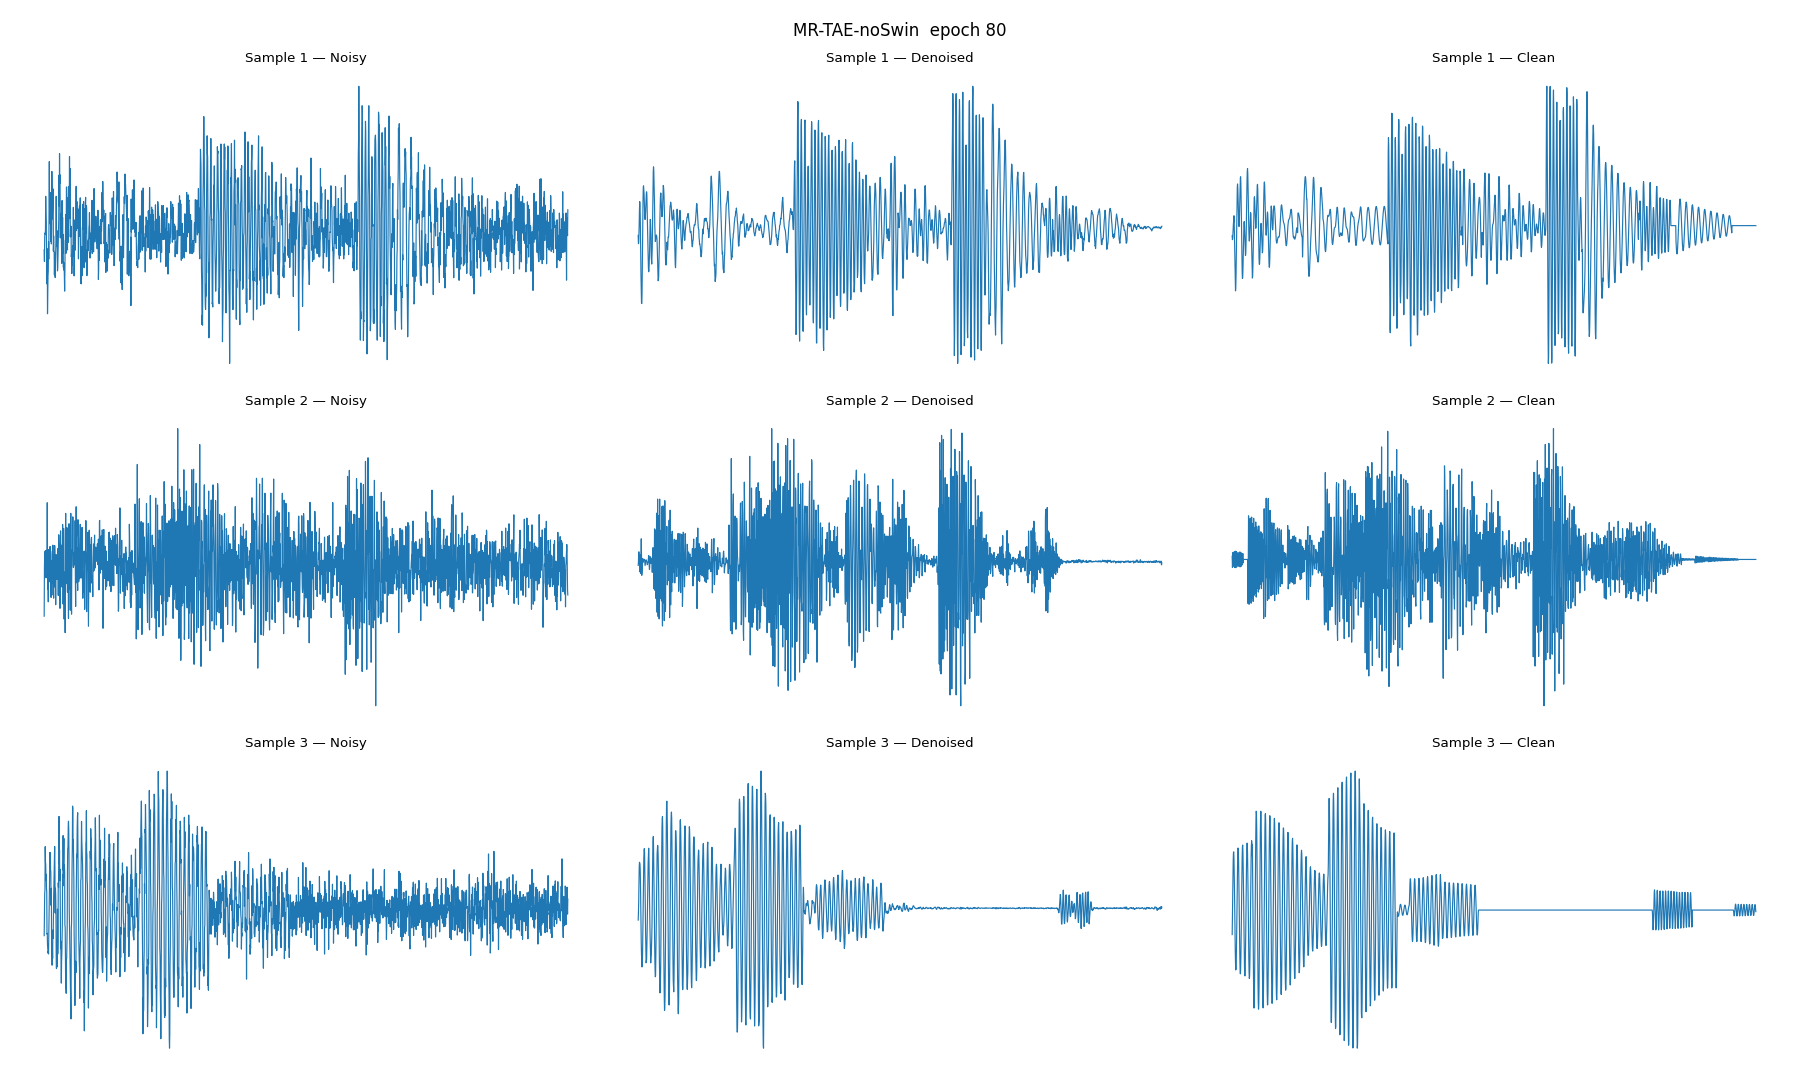 MR-TAE-noSwin  epoch 80
Sample 1 — Noisy
Sample 1 — Denoised
Sample 1 — Clean
Sample 2 — Noisy
Sample 2 — Denoised
Sample 2 — Clean
Sample 3 — Noisy
Sample 3 — Denoised
Sample 3 — Clean